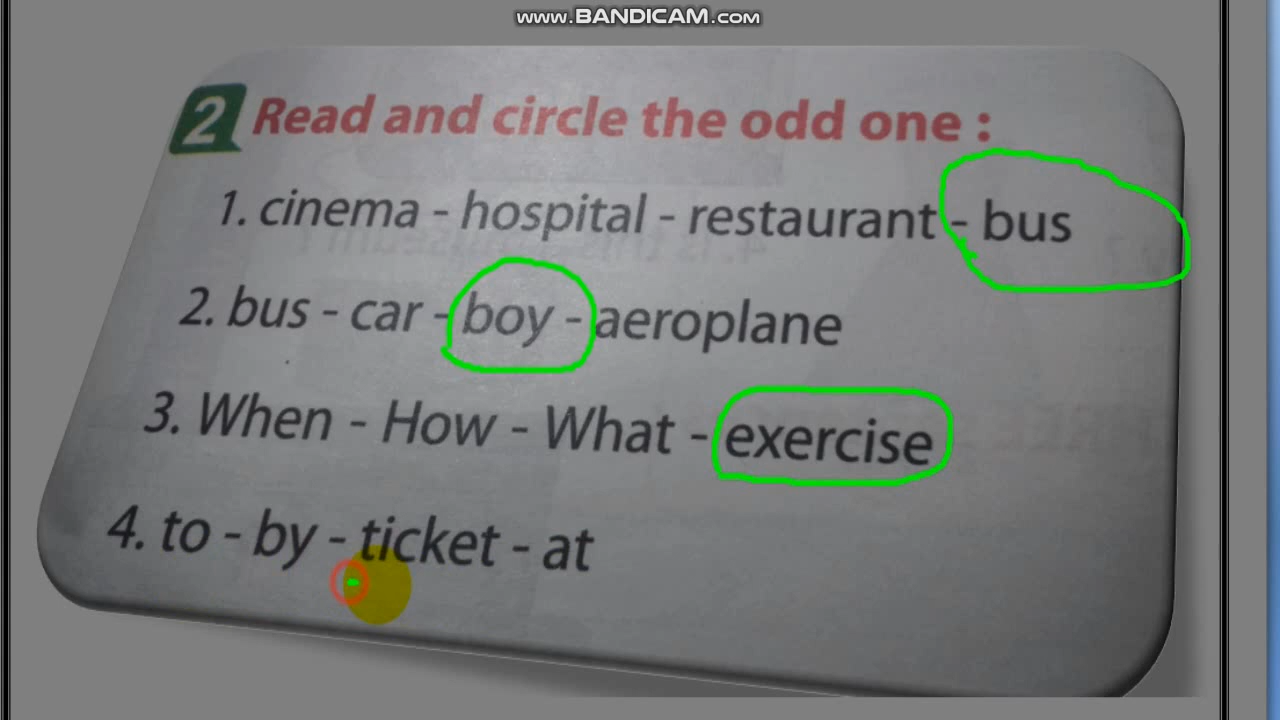 www.BANDICAM.com
2 Read and circle the odd one :
1. cinema - hospital - restaurant - bus
2. bus - car - boy - aeroplane
3. When - How - What - exercise
4. to - by - ticket - at